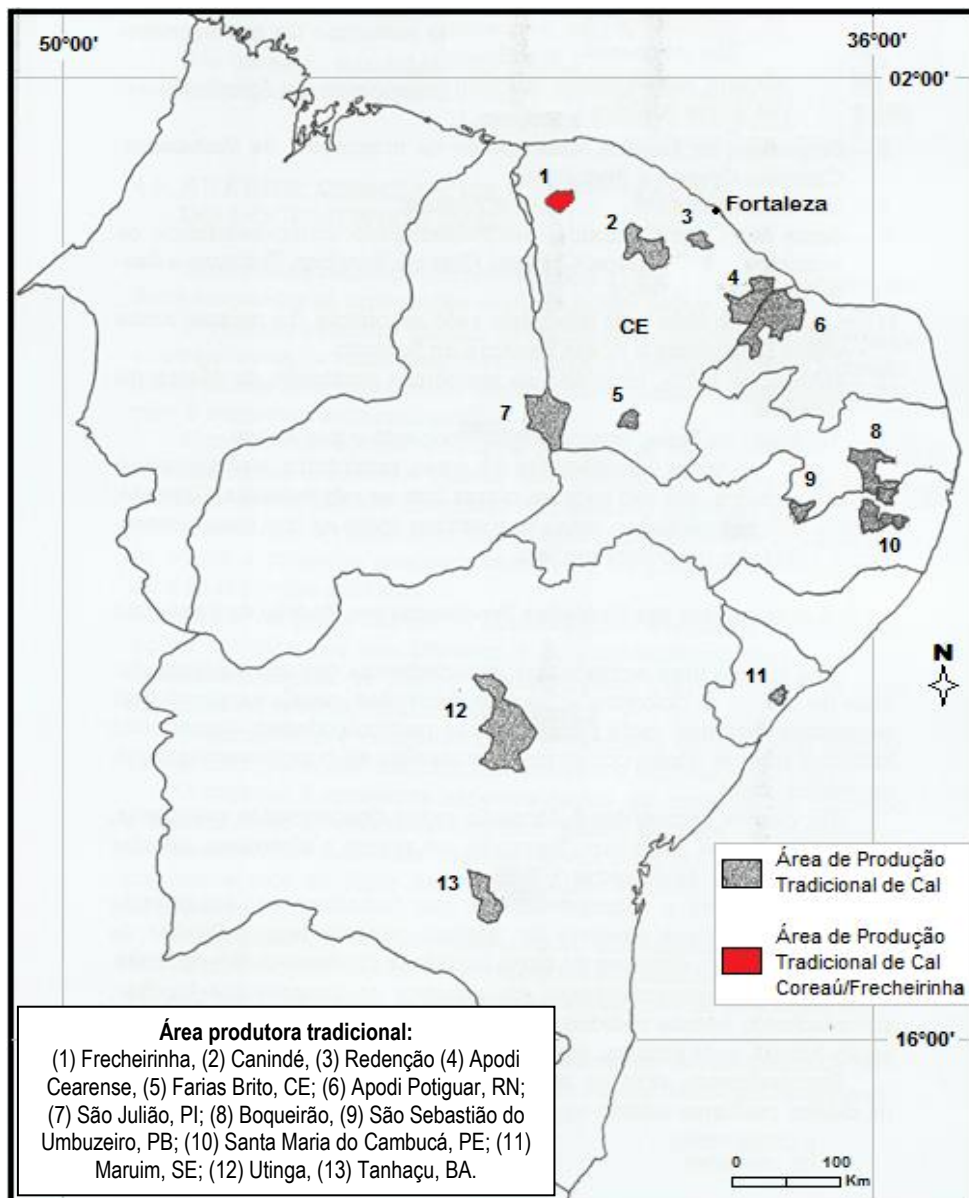 50°00'
36°00'
02°00'
1
2
3
Fortaleza
4
CE
6
5
7
8
9
10
N
11
12
13
Área de Produção
Tradicional de Cal
Área de Produção
Tradicional de Cal
Coreaú/Frecheirinha
16°00'
Área produtora tradicional:
(1) Frecheirinha, (2) Canindé, (3) Redenção (4) Apodi
Cearense, (5) Farias Brito, CE; (6) Apodi Potiguar, RN;
(7) São Julião, PI; (8) Boqueirão, (9) São Sebastião do
Umbuzeiro, PB; (10) Santa Maria do Cambucá, PE; (11)
Maruim, SE; (12) Utinga, (13) Tanhaçu, BA.
0 100
Km